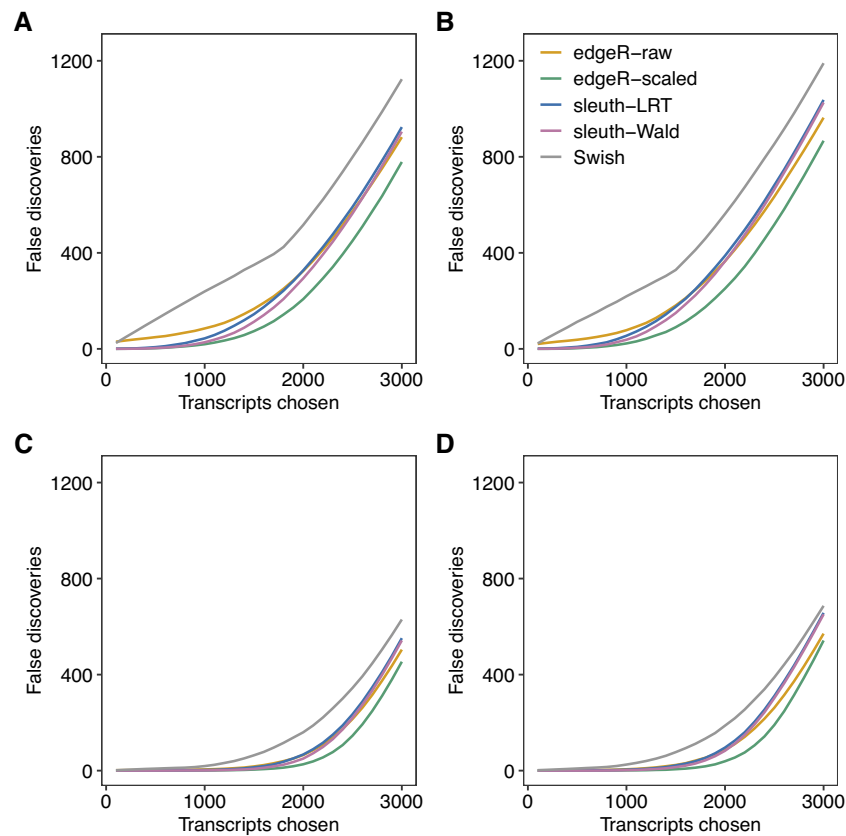 A
1200
800
400
0
False discoveries
0
1000
2000
3000
Transcripts chosen
B
edgeR−raw
edgeR−scaled
sleuth−LRT
sleuth−Wald
Swish
1200
800
400
0
False discoveries
0
1000
2000
3000
Transcripts chosen
C
1200
800
400
0
False discoveries
0
1000
2000
3000
Transcripts chosen
D
1200
800
400
0
False discoveries
0
1000
2000
3000
Transcripts chosen